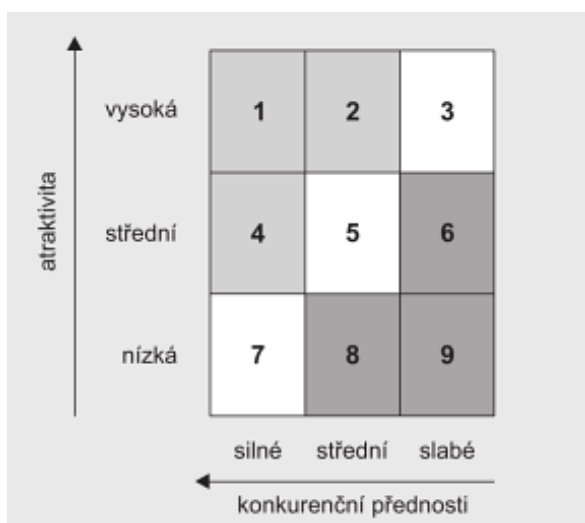 vysoká 1 2 3
atraktivita
střední 4 5 6
nízká 7 8 9
silné střední slabé
konkurenční přednosti